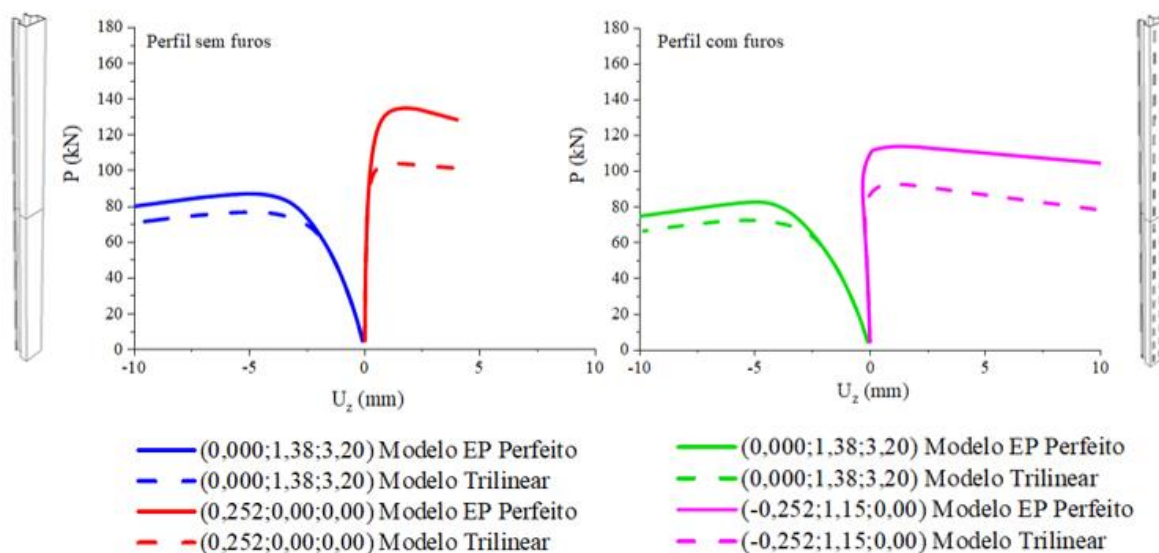 Perfil sem furos
180
160
140
120
100
80
60
40
20
0
P (kN)
-10 -5 0 5 10
U_z (mm)
(0,000;1,38;3,20) Modelo EP Perfeito
(0,000;1,38;3,20) Modelo Trilinear
(0,252;0,00;0,00) Modelo EP Perfeito
(0,252;0,00;0,00) Modelo Trilinear
Perfil com furos
180
160
140
120
100
80
60
40
20
0
P (kN)
-10 -5 0 5 10
U_z (mm)
(0,000;1,38;3,20) Modelo EP Perfeito
(0,000;1,38;3,20) Modelo Trilinear
(-0,252;1,15;0,00) Modelo EP Perfeito
(-0,252;1,15;0,00) Modelo Trilinear